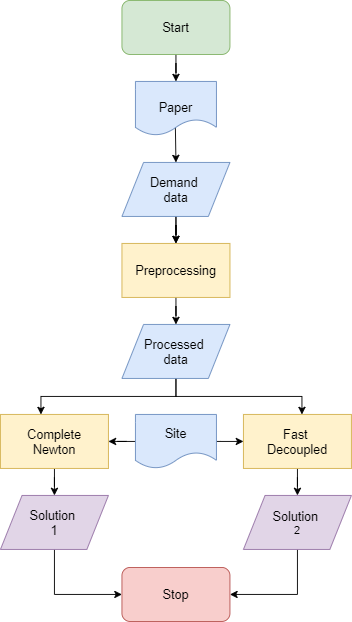 Start
Paper
Demand
data
Preprocessing
Processed
data
Complete
Newton
Site
Fast
Decoupled
Solution
1
Solution
2
Stop